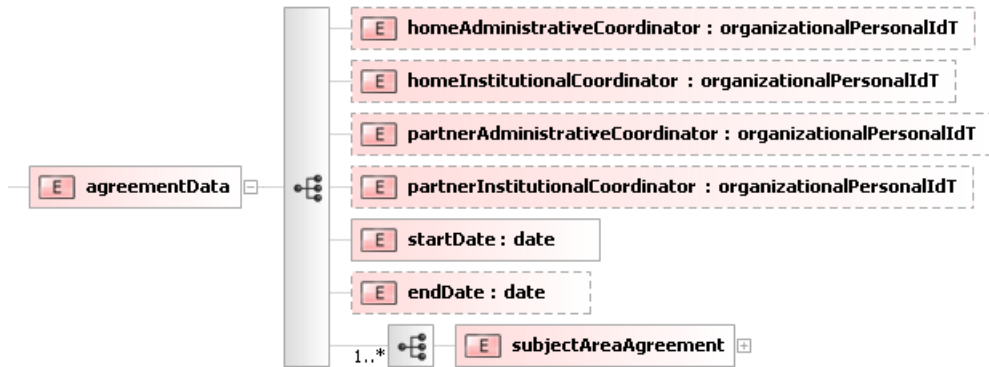 E homeAdministrativeCoordinator : organizationalPersonalIdT
E homeInstitutionalCoordinator : organizationalPersonalIdT
E partnerAdministrativeCoordinator : organizationalPersonalIdT
E agreementData
E partnerInstitutionalCoordinator : organizationalPersonalIdT
E startDate : date
E endDate : date
1..* E subjectAreaAgreement